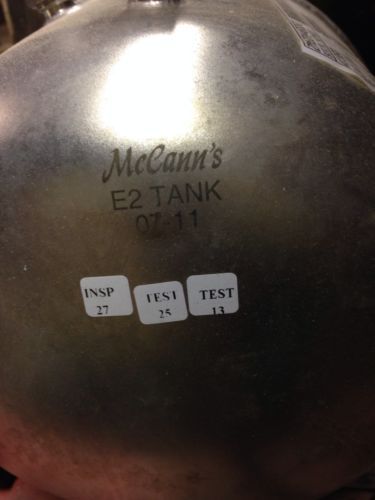 McCann's
E2 TANK
07-11
INSP
27
TEST
25
TEST
13